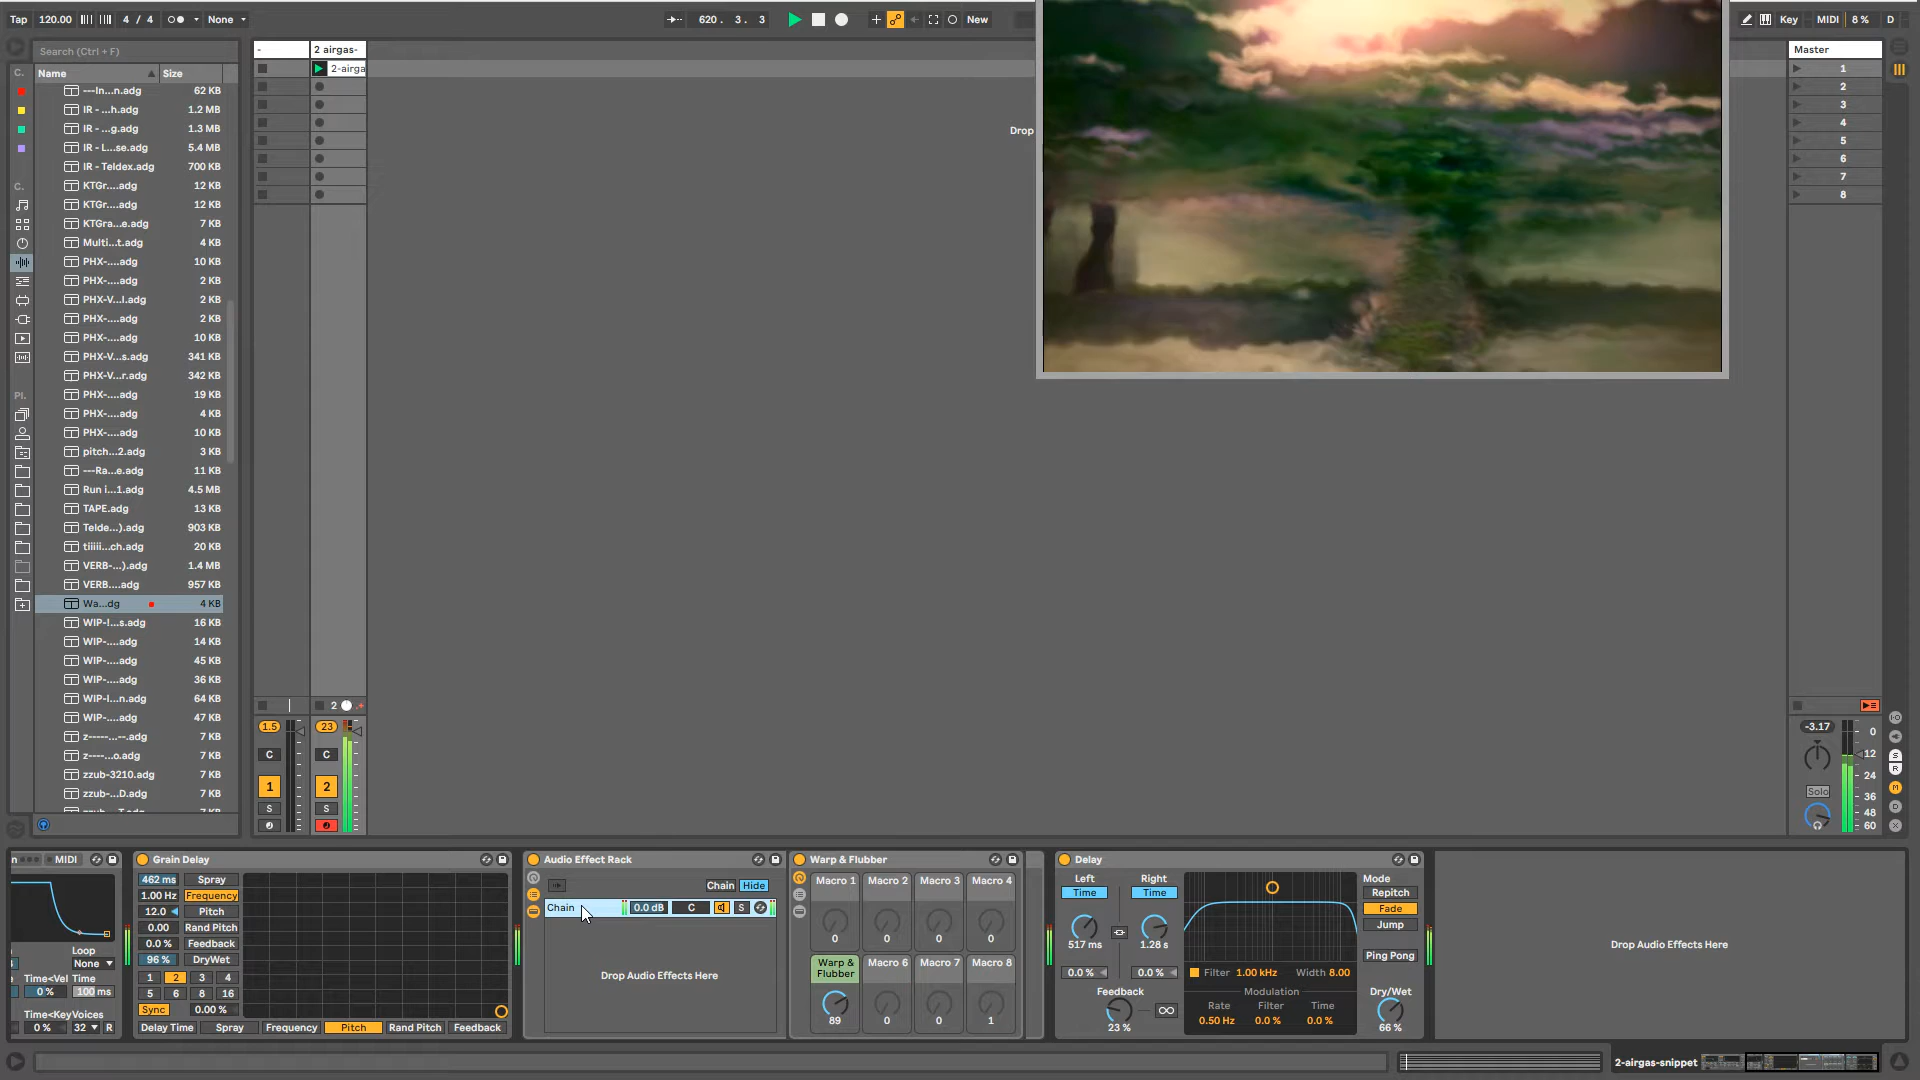 Tap 120.00 4 / 4 None 620 . 3 . 3 New Key MIDI 8 % D
Search (Ctrl + F)
- 2 airgas- Master
C. Name Size
2-airga 1
---In...n.adg 62 KB 2
IR - ...h.adg 1.2 MB 3
IR - ...g.adg 1.3 MB Drop 4
IR - L...se.adg 5.4 MB 5
IR - Teldex.adg 700 KB 6
C. KTGr....adg 12 KB 7
KTGr....adg 12 KB 8
KTGra...e.adg 7 KB
Multi...t.adg 4 KB
PHX-....adg 10 KB
PHX-....adg 2 KB
PHX-V...l.adg 2 KB
PHX-....adg 2 KB
PHX-....adg 10 KB
PHX-V...s.adg 341 KB
PHX-V...r.adg 342 KB
Pl. PHX-....adg 19 KB
PHX-....adg 4 KB
PHX-....adg 10 KB
pitch...2.adg 3 KB
---Ra...e.adg 11 KB
Run i...1.adg 4.5 MB
TAPE.adg 13 KB
Telde...).adg 903 KB
tiiiii...ch.adg 20 KB
VERB-...).adg 1.4 MB
VERB....adg 957 KB
Wa...dg 4 KB
WIP-I...s.adg 16 KB
WIP-....adg 14 KB
WIP-....adg 45 KB
WIP-....adg 36 KB
WIP-I...n.adg 64 KB
WIP-....adg 47 KB
z-----...--.adg 7 KB
z----...o.adg 7 KB
zzub-3210.adg 7 KB
zzub-...D.adg 7 KB
2
1.5 23 -3.17 0
C C 12
1 2 24
S S Solo 36
48
60
S
R
M
D
X
MIDI Grain Delay Audio Effect Rack Warp & Flubber Delay
462 ms Spray
1.00 Hz Frequency
12.0 Pitch
0.00 Rand Pitch
0.0 % Feedback
96 % DryWet
1 2 3 4
5 6 8 16
Sync 0.00 %
Delay Time Spray Frequency Pitch Rand Pitch Feedback
Loop
None
Time<Vel Time
0 % 100 ms
Time<Key Voices
0 % 32 R
Chain Hide
Chain 0.0 dB C S
Drop Audio Effects Here
Macro 1 Macro 2 Macro 3 Macro 4
0 0 0 0
Warp & Flubber Macro 6 Macro 7 Macro 8
89 0 0 1
Left Right
Time Time
517 ms 1.28 s
0.0 % 0.0 %
Feedback
23 %
Filter 1.00 kHz Width 8.00
Modulation
Rate Filter Time
0.50 Hz 0.0 % 0.0 %
Mode
Repitch
Fade
Jump
Ping Pong
Dry/Wet
66 %
Drop Audio Effects Here
2-airgas-snippet